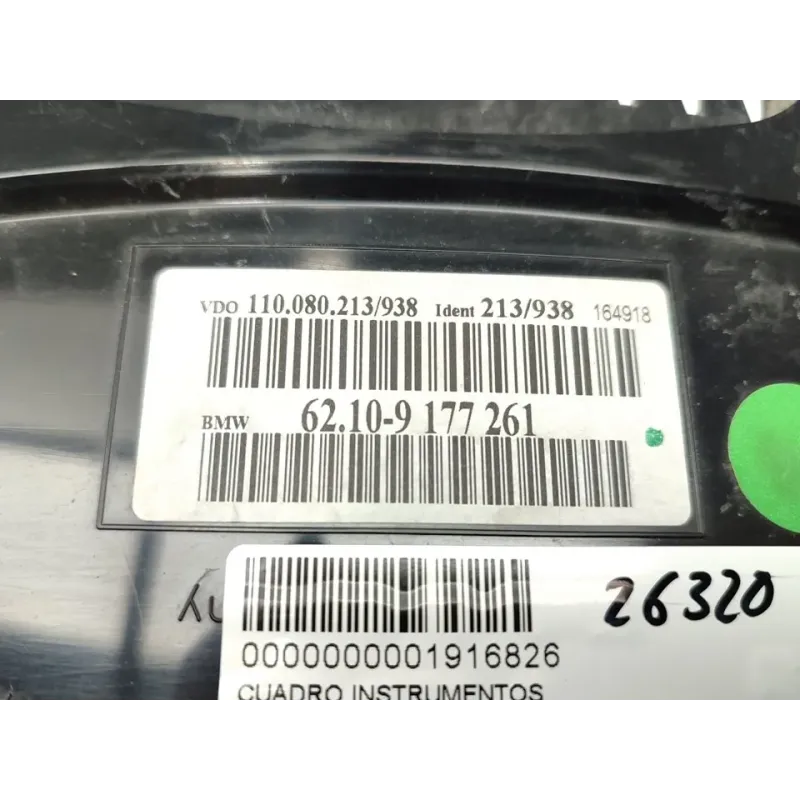 VDO 110.080.213/938 Ident 213/938 164918
BMW 62.10-9 177 261
26320
0000000001916826
CUADRO INSTRUMENTOS